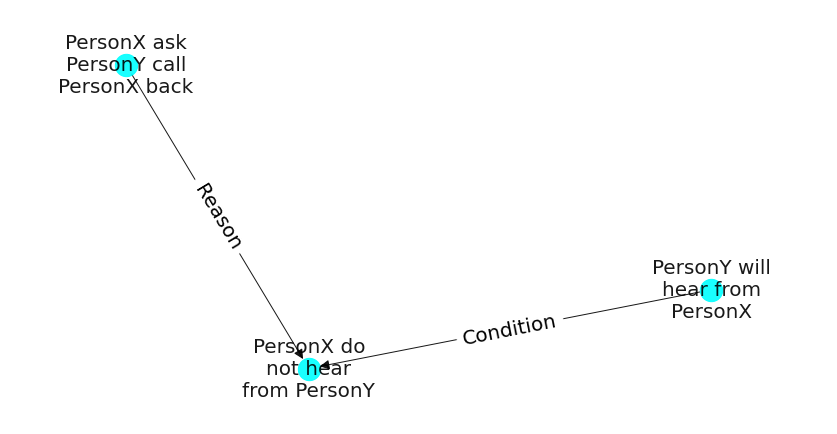 PersonX ask
PersonY call
PersonX back
Reason
PersonY will
hear from
PersonX
Condition
PersonX do
not hear
from PersonY